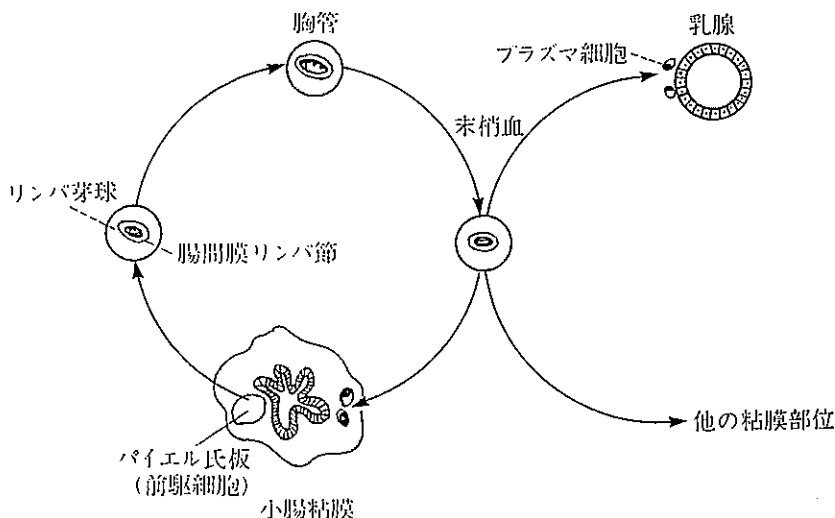 胸管
乳腺
プラズマ細胞
末梢血
リンパ芽球
腸間膜リンパ節
他の粘膜部位
パイエル氏板
(前駆細胞)
小腸粘膜